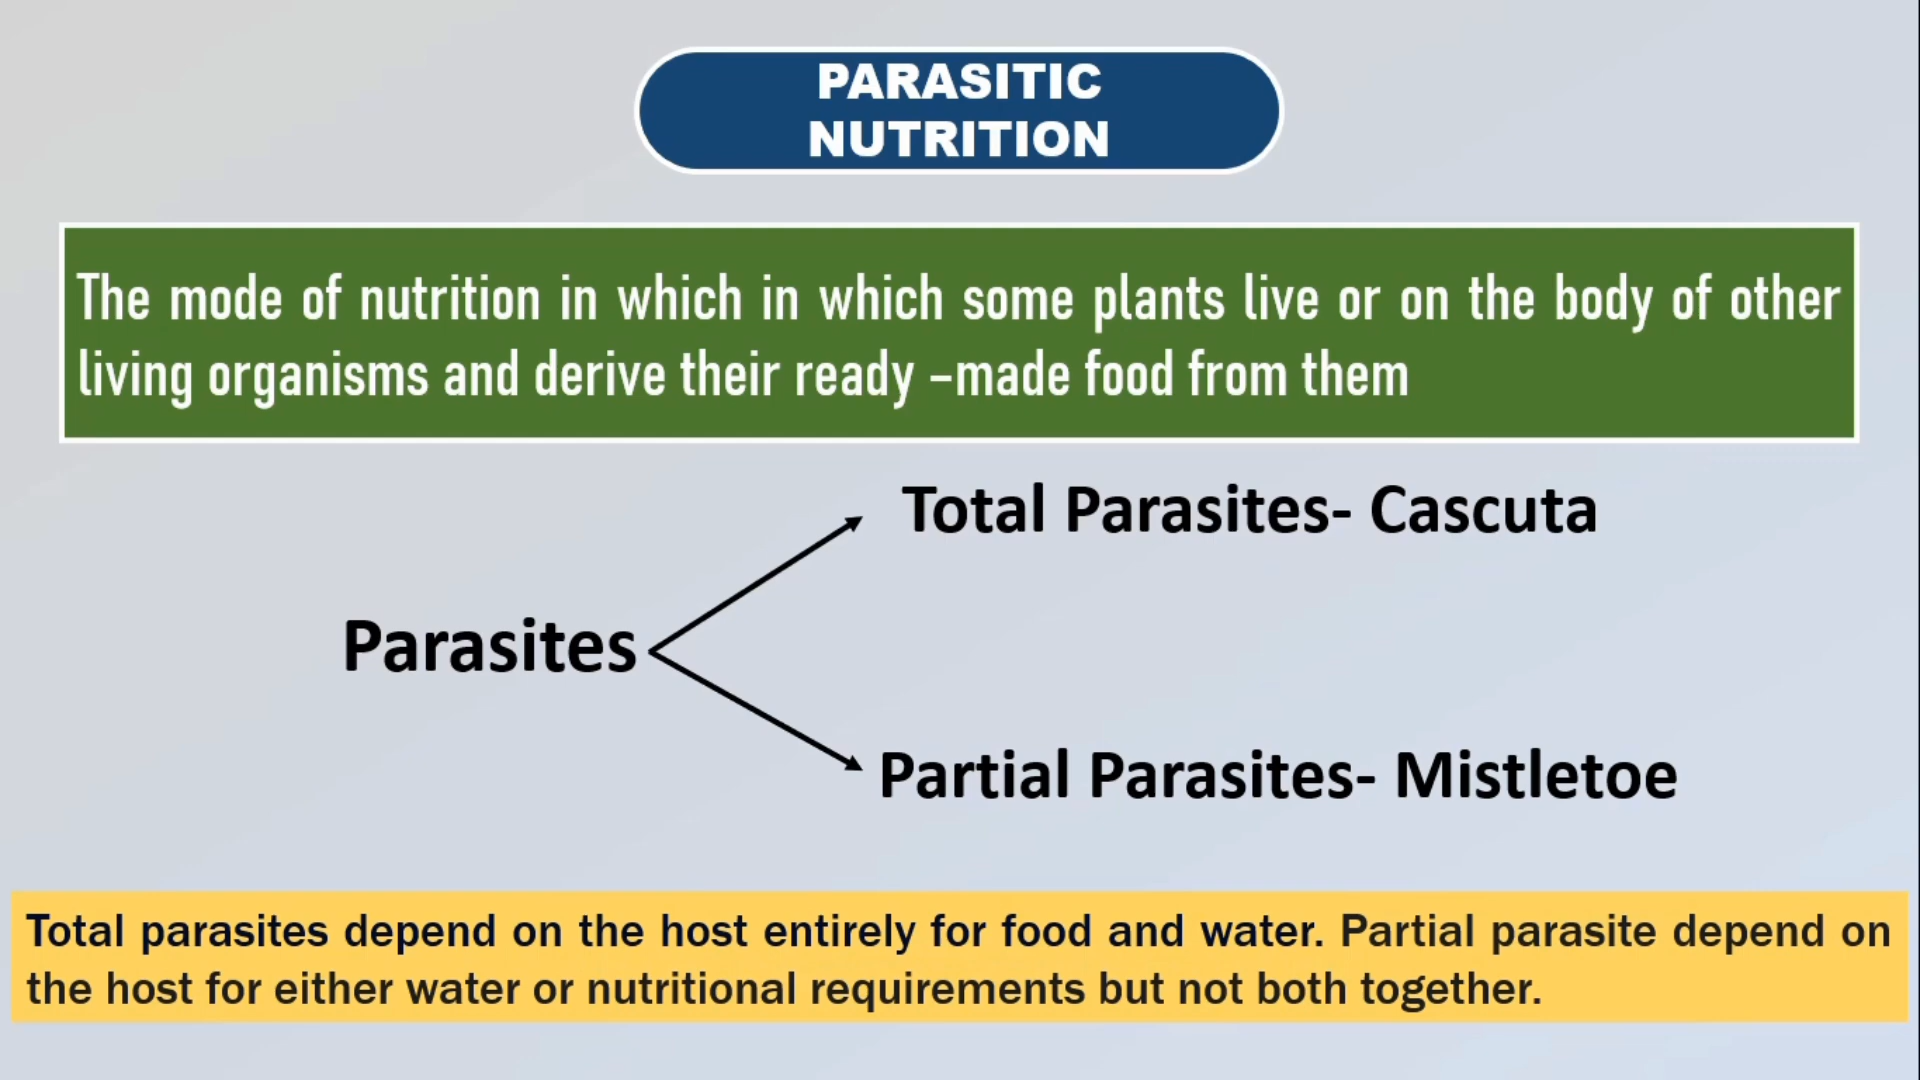 PARASITIC
NUTRITION
The mode of nutrition in which in which some plants live or on the body of other
living organisms and derive their ready –made food from them
Total Parasites- Cascuta
Parasites
Partial Parasites- Mistletoe
Total parasites depend on the host entirely for food and water. Partial parasite depend on
the host for either water or nutritional requirements but not both together.